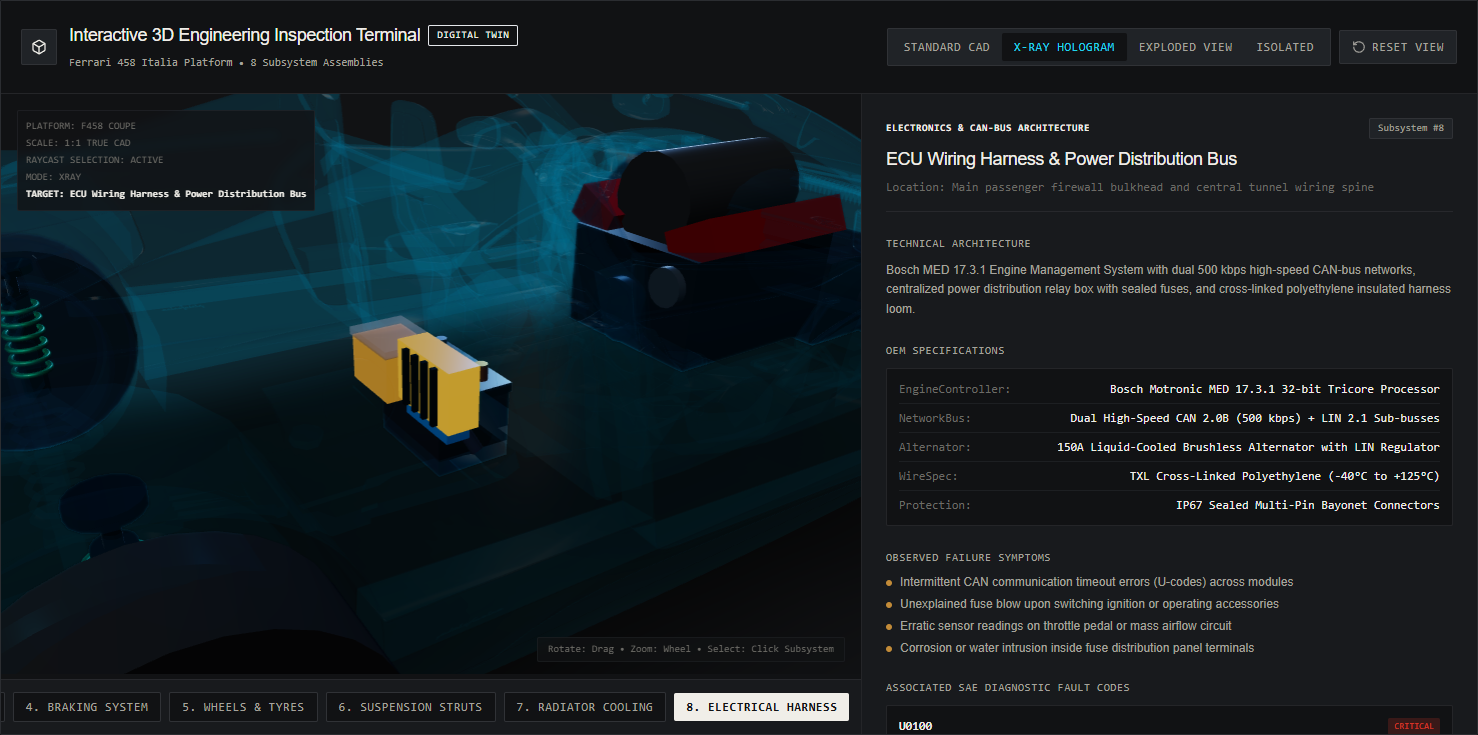 Interactive 3D Engineering Inspection Terminal
DIGITAL TWIN
Ferrari 458 Italia Platform • 8 Subsystem Assemblies
STANDARD CAD
X-RAY HOLOGRAM
EXPLODED VIEW
ISOLATED
RESET VIEW
PLATFORM: F458 COUPE
SCALE: 1:1 TRUE CAD
RAYCAST SELECTION: ACTIVE
MODE: XRAY
TARGET: ECU Wiring Harness & Power Distribution Bus
Rotate: Drag • Zoom: Wheel • Select: Click Subsystem
4. BRAKING SYSTEM
5. WHEELS & TYRES
6. SUSPENSION STRUTS
7. RADIATOR COOLING
8. ELECTRICAL HARNESS
ELECTRONICS & CAN-BUS ARCHITECTURE
Subsystem #8
ECU Wiring Harness & Power Distribution Bus
Location: Main passenger firewall bulkhead and central tunnel wiring spine
TECHNICAL ARCHITECTURE
Bosch MED 17.3.1 Engine Management System with dual 500 kbps high-speed CAN-bus networks,
centralized power distribution relay box with sealed fuses, and cross-linked polyethylene insulated harness
loom.
OEM SPECIFICATIONS
EngineController: Bosch Motronic MED 17.3.1 32-bit Tricore Processor
NetworkBus: Dual High-Speed CAN 2.0B (500 kbps) + LIN 2.1 Sub-busses
Alternator: 150A Liquid-Cooled Brushless Alternator with LIN Regulator
WireSpec: TXL Cross-Linked Polyethylene (-40°C to +125°C)
Protection: IP67 Sealed Multi-Pin Bayonet Connectors
OBSERVED FAILURE SYMPTOMS
Intermittent CAN communication timeout errors (U-codes) across modules
Unexplained fuse blow upon switching ignition or operating accessories
Erratic sensor readings on throttle pedal or mass airflow circuit
Corrosion or water intrusion inside fuse distribution panel terminals
ASSOCIATED SAE DIAGNOSTIC FAULT CODES
U0100
CRITICAL